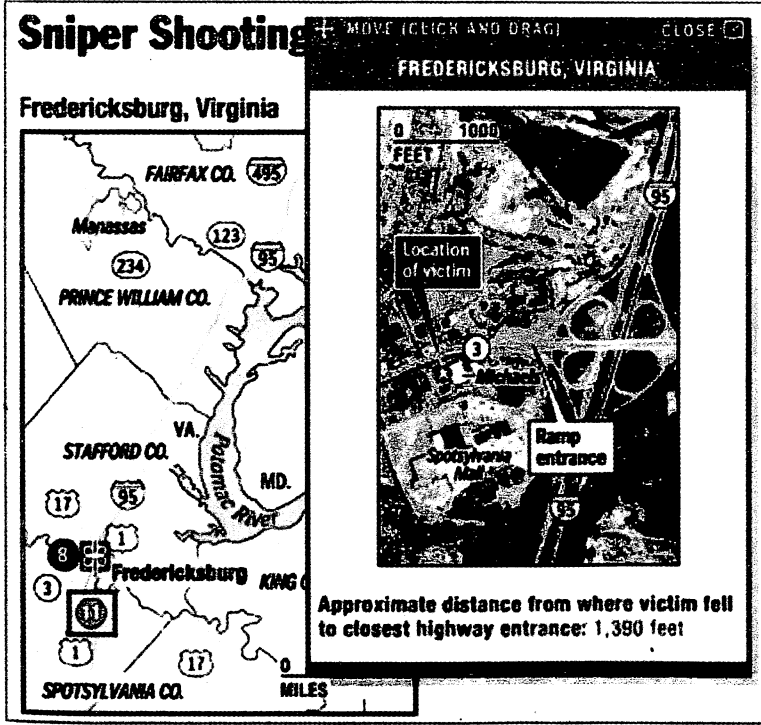 Sniper Shooting
MOVE (CLICK AND DRAG)
CLOSE
FREDERICKSBURG, VIRGINIA
Fredericksburg, Virginia
FAIRFAX CO.
495
Manassas
123
95
234
PRINCE WILLIAM CO.
VA.
Potomac River
STAFFORD CO.
MD.
17
95
8
1
Fredericksburg
KING
3
11
1
17
0
MILES
SPOTSYLVANIA CO.
0 1000
FEET
95
Location
of victim
3
Michaels
Ramp
entrance
Spotsylvania
Mall
95
Approximate distance from where victim fell
to closest highway entrance: 1,390 feet